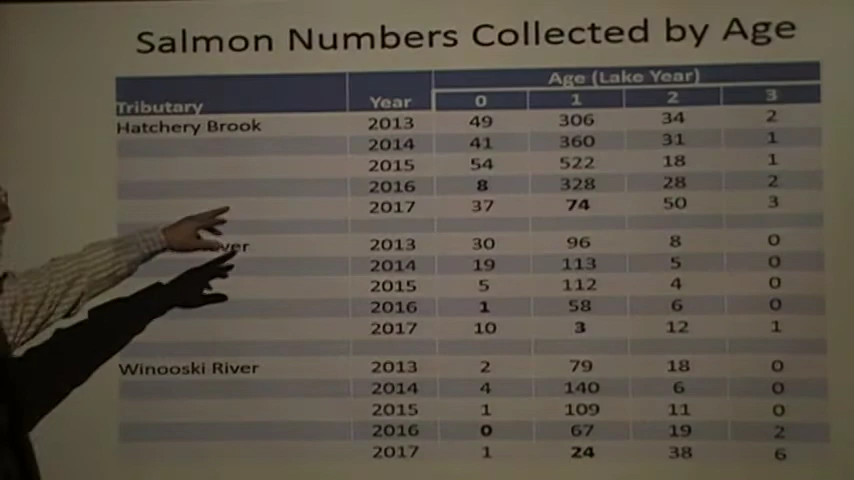 Salmon Numbers Collected by Age
Age (Lake Year)
Tributary Year 0 1 2 3
Hatchery Brook 2013 49 306 34 2
2014 41 360 31 1
2015 54 522 18 1
2016 8 328 28 2
2017 37 74 50 3
2013 30 96 8 0
2014 19 113 5 0
2015 5 112 4 0
2016 1 58 6 0
2017 10 3 12 1
Winooski River 2013 2 79 18 0
2014 4 140 6 0
2015 1 109 11 0
2016 0 67 19 2
2017 1 24 38 6